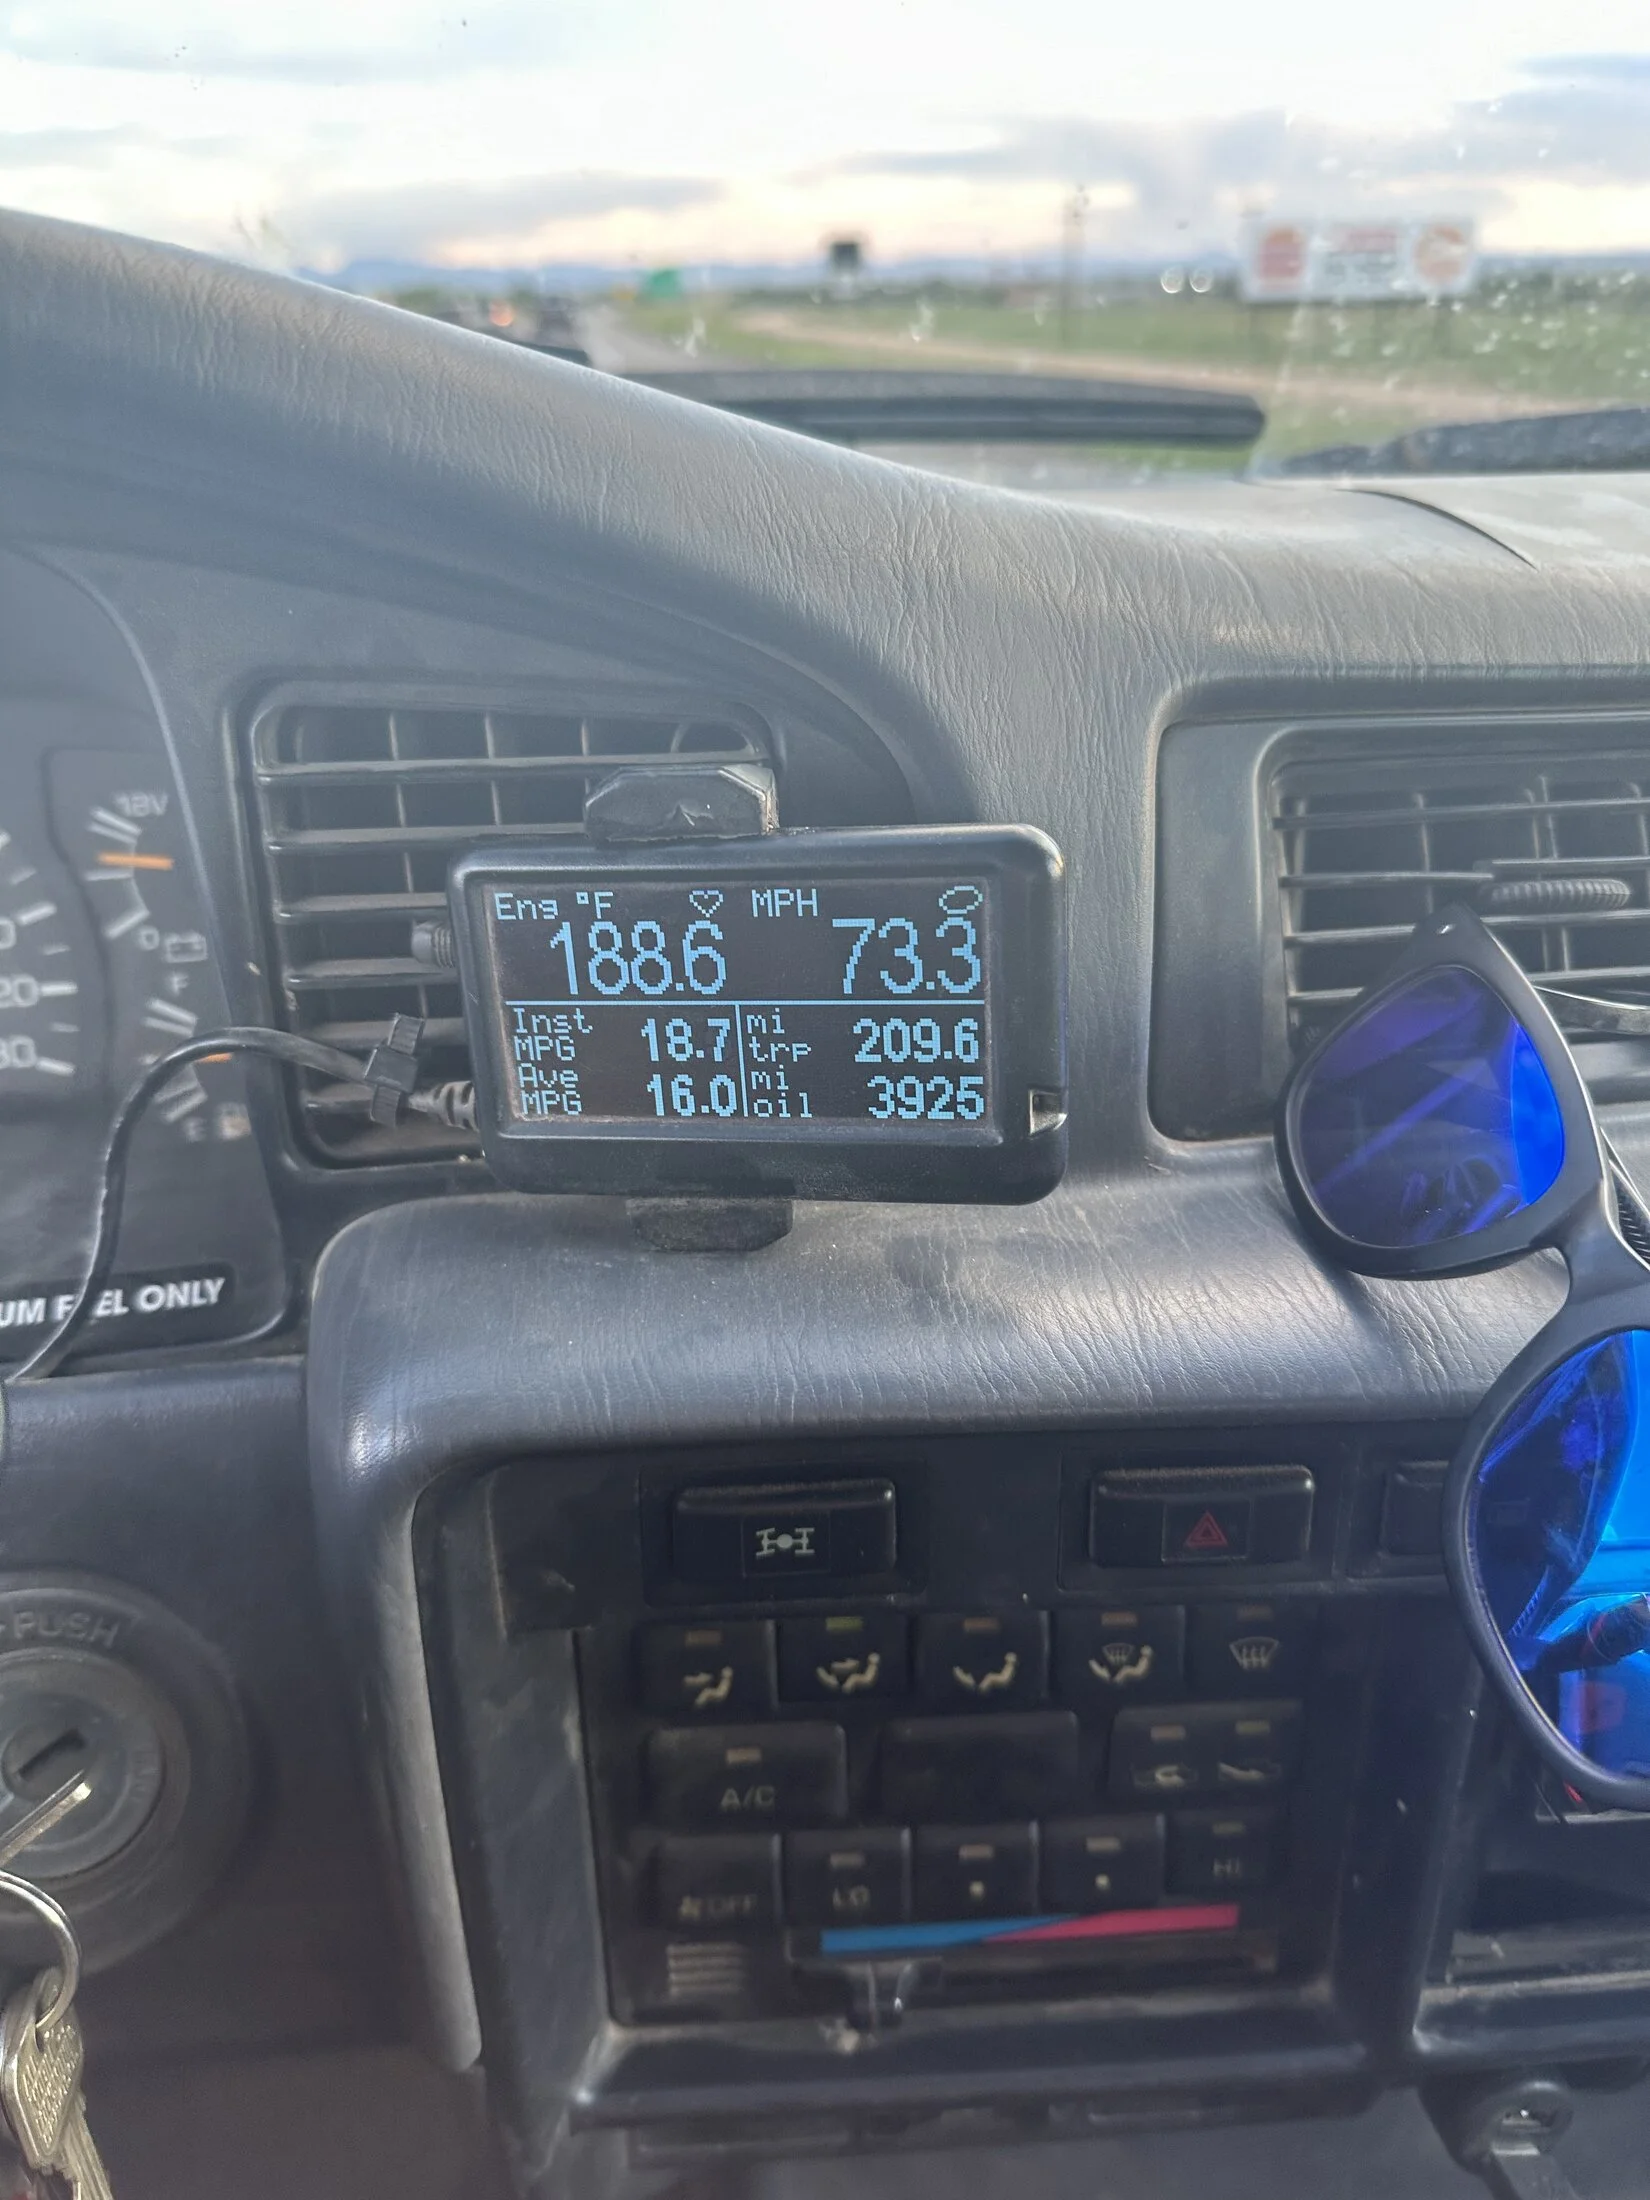 18V
Eng °F
MPH
188.6
73.3
Inst
MPG
18.7
mi
trp
209.6
Ave
MPG
16.0
mi
oil
3925
F
UM FUEL ONLY
PUSH
A/C
OFF
LO
HI